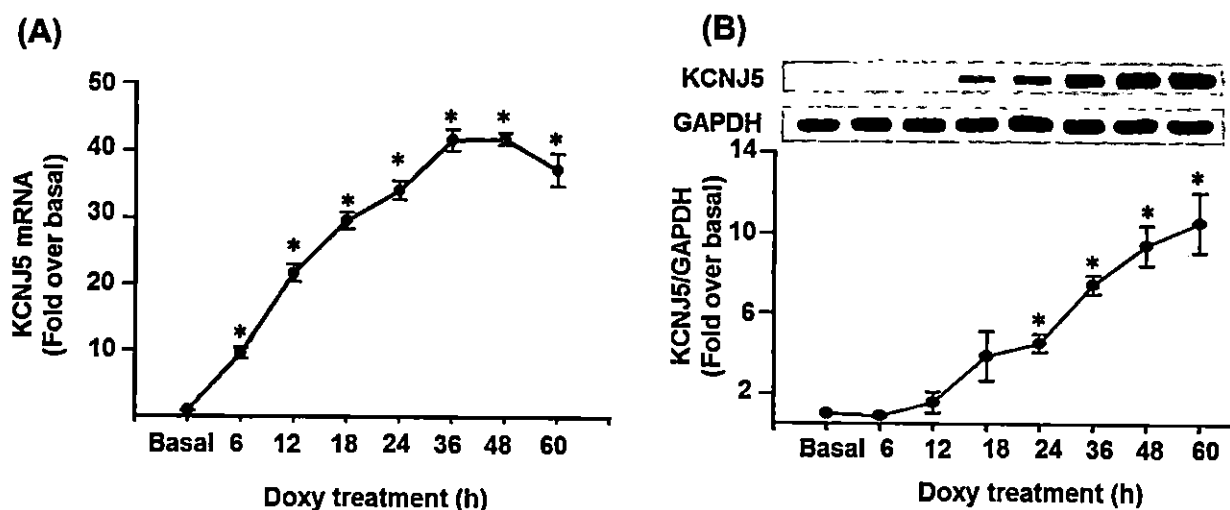 (A)
KCNJ5 mRNA
(Fold over basal)
50
40
30
20
10
* * * * * * *
Basal 6 12 18 24 36 48 60
Doxy treatment (h)
(B)
KCNJ5
GAPDH
KCNJ5/GAPDH
(Fold over basal)
14
10
6
2
* * * *
Basal 6 12 18 24 36 48 60
Doxy treatment (h)